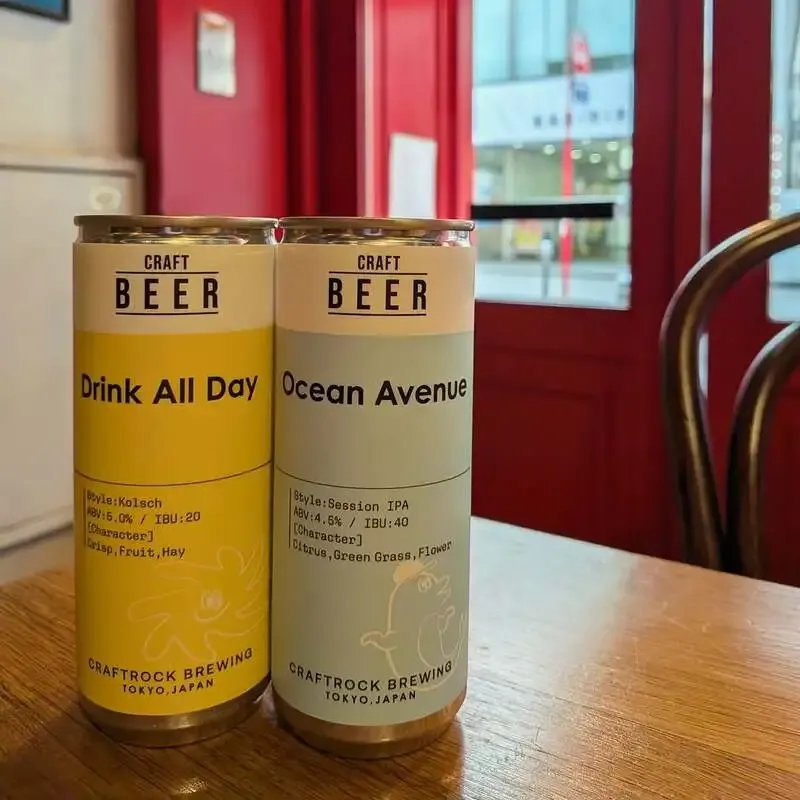 CRAFT
BEER
Drink All Day
Style:Kolsch
ABV:5.0% / IBU:20
[Character]
Crisp,Fruit,Hay
CRAFTROCK BREWING
TOKYO,JAPAN
CRAFT
BEER
Ocean Avenue
Style:Session IPA
ABV:4.5% / IBU:40
[Character]
Citrus,Green Grass,Flower
CRAFTROCK BREWING
TOKYO,JAPAN